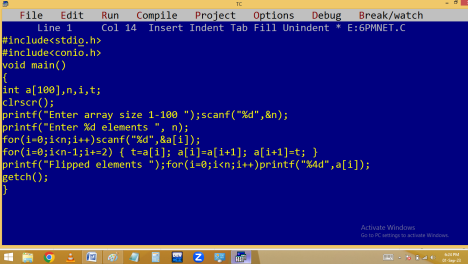 TC
File Edit Run Compile Project Options Debug Break/watch
Line 1 Col 14 Insert Indent Tab Fill Unindent * E:6PMNET.C
#include<stdio.h>
#include<conio.h>
void main()
{
int a[100],n,i,t;
clrscr();
printf("Enter array size 1-100 ");scanf("%d",&n);
printf("Enter %d elements ", n);
for(i=0;i<n;i++)scanf("%d",&a[i]);
for(i=0;i<n-1;i+=2) { t=a[i]; a[i]=a[i+1]; a[i+1]=t; }
printf("Flipped elements ");for(i=0;i<n;i++)printf("%4d",a[i]);
getch();
}
Activate Windows
Go to PC settings to activate Windows.